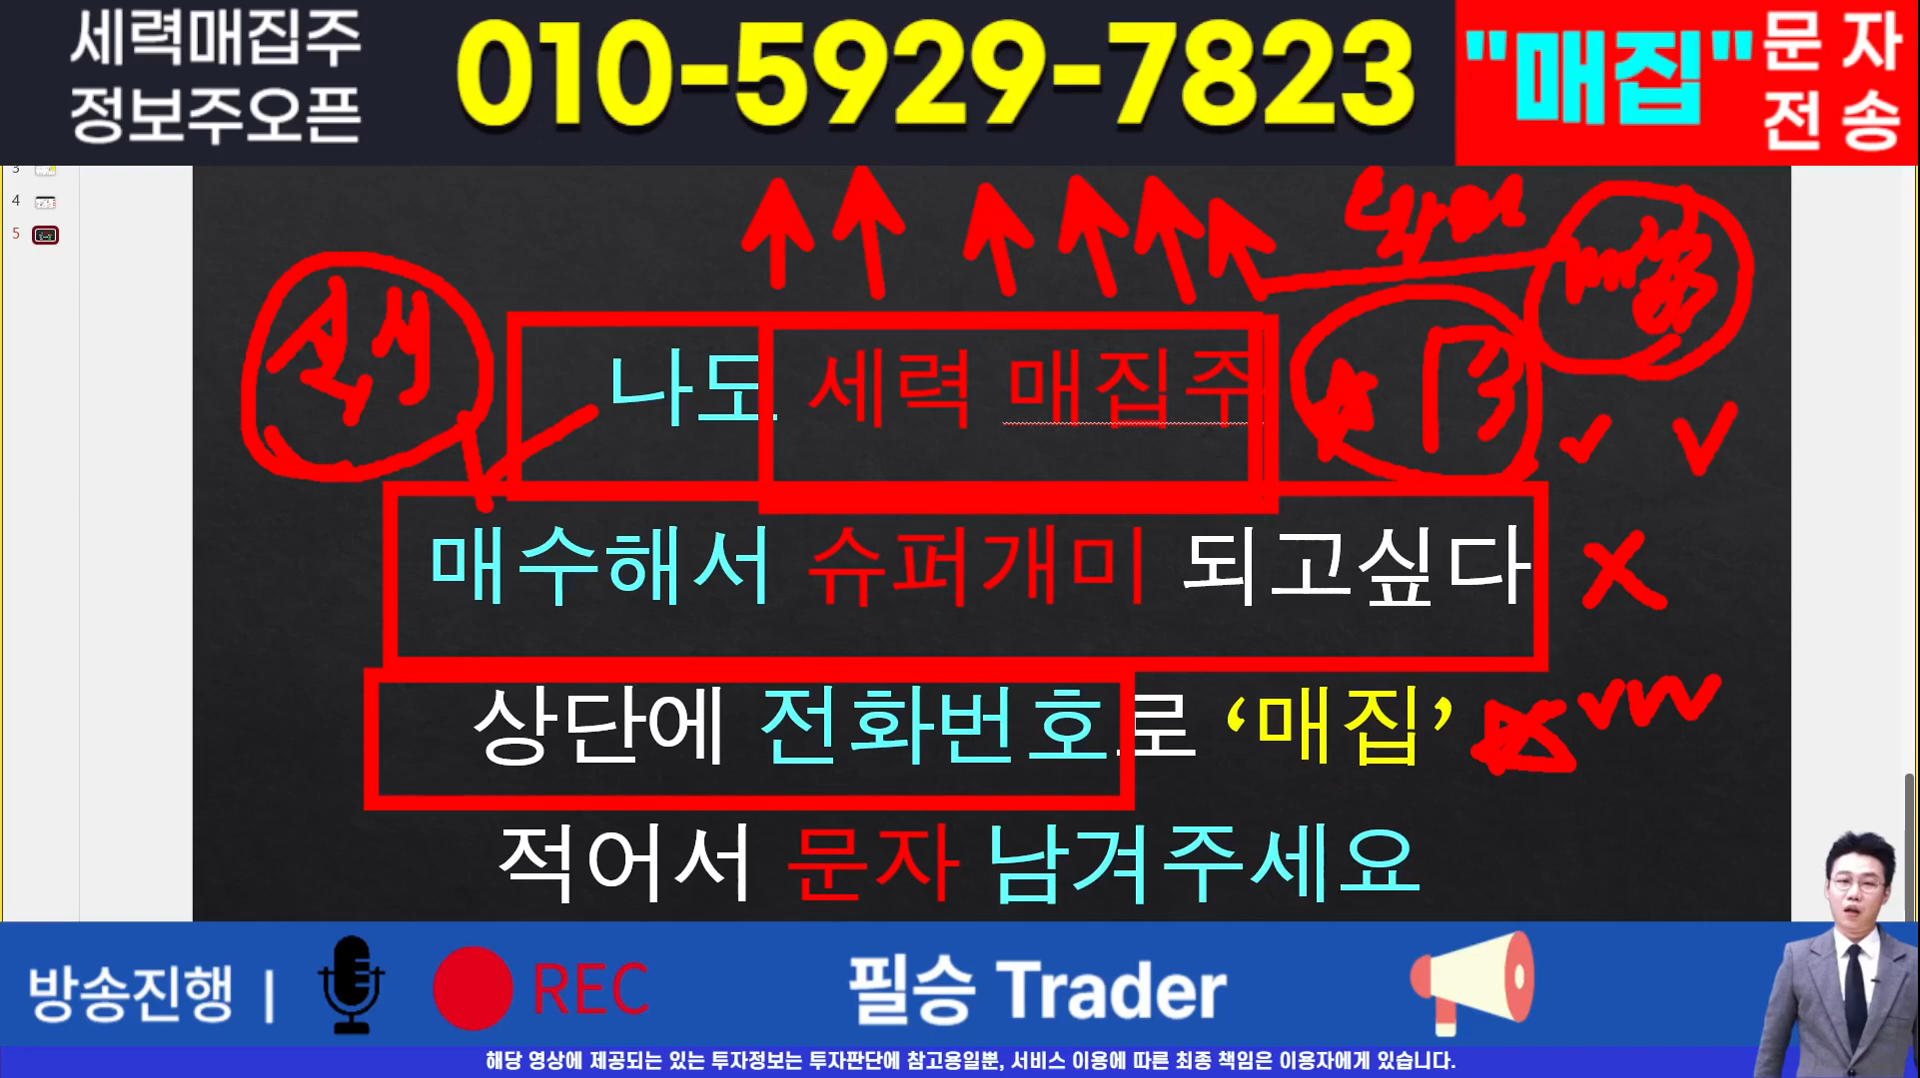 세력매집주
정보주오픈
010-5929-7823
"매집"
문자
전송
3
4
5
나도 세력 매집주
매수해서 슈퍼개미 되고싶다
상단에 전화번호로 ‘매집’
적어서 문자 남겨주세요
방송진행 |
REC
필승 Trader
해당 영상에 제공되는 있는 투자정보는 투자판단에 참고용일뿐, 서비스 이용에 따른 최종 책임은 이용자에게 있습니다.